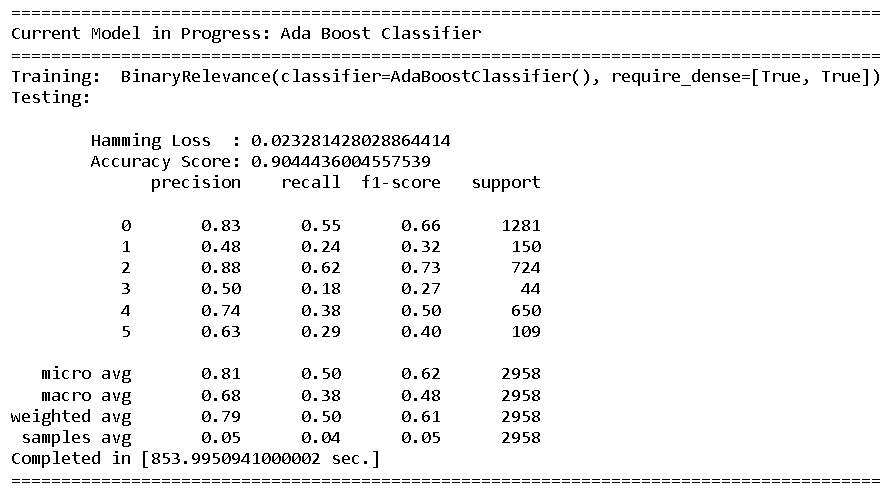 ================================================================================
Current Model in Progress: Ada Boost Classifier
================================================================================
Training:  BinaryRelevance(classifier=AdaBoostClassifier(), require_dense=[True, True])
Testing:
Hamming Loss  : 0.023281428028864414
Accuracy Score: 0.9044436004557539
precision    recall  f1-score   support
0       0.83      0.55      0.66      1281
1       0.48      0.24      0.32       150
2       0.88      0.62      0.73       724
3       0.50      0.18      0.27        44
4       0.74      0.38      0.50       650
5       0.63      0.29      0.40       109
micro avg       0.81      0.50      0.62      2958
macro avg       0.68      0.38      0.48      2958
weighted avg       0.79      0.50      0.61      2958
samples avg       0.05      0.04      0.05      2958
Completed in [853.9950941000002 sec.]
================================================================================